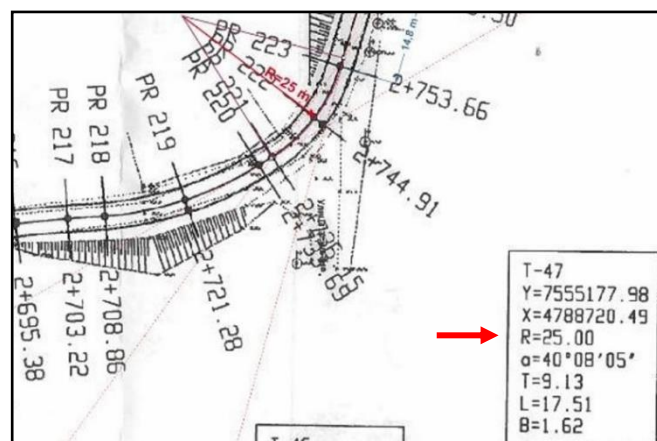 PR 223
PR 222
PR 221
PR 220
PR 219
PR 218
PR 217
R=25 m
14,8 m
2+753.66
2+744.91
2+721.28
2+708.86
2+703.22
2+695.38
T-47
Y=7555177.98
X=4788720.49
R=25.00
α=40°08'05"
T=9.13
L=17.51
B=1.62